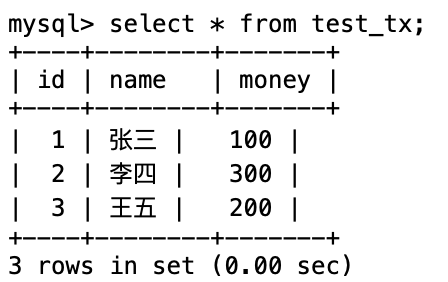 mysql> select * from test_tx;
+----+--------+-------+
| id | name   | money |
+----+--------+-------+
|  1 | 张三 |   100 |
|  2 | 李四 |   300 |
|  3 | 王五 |   200 |
+----+--------+-------+
3 rows in set (0.00 sec)